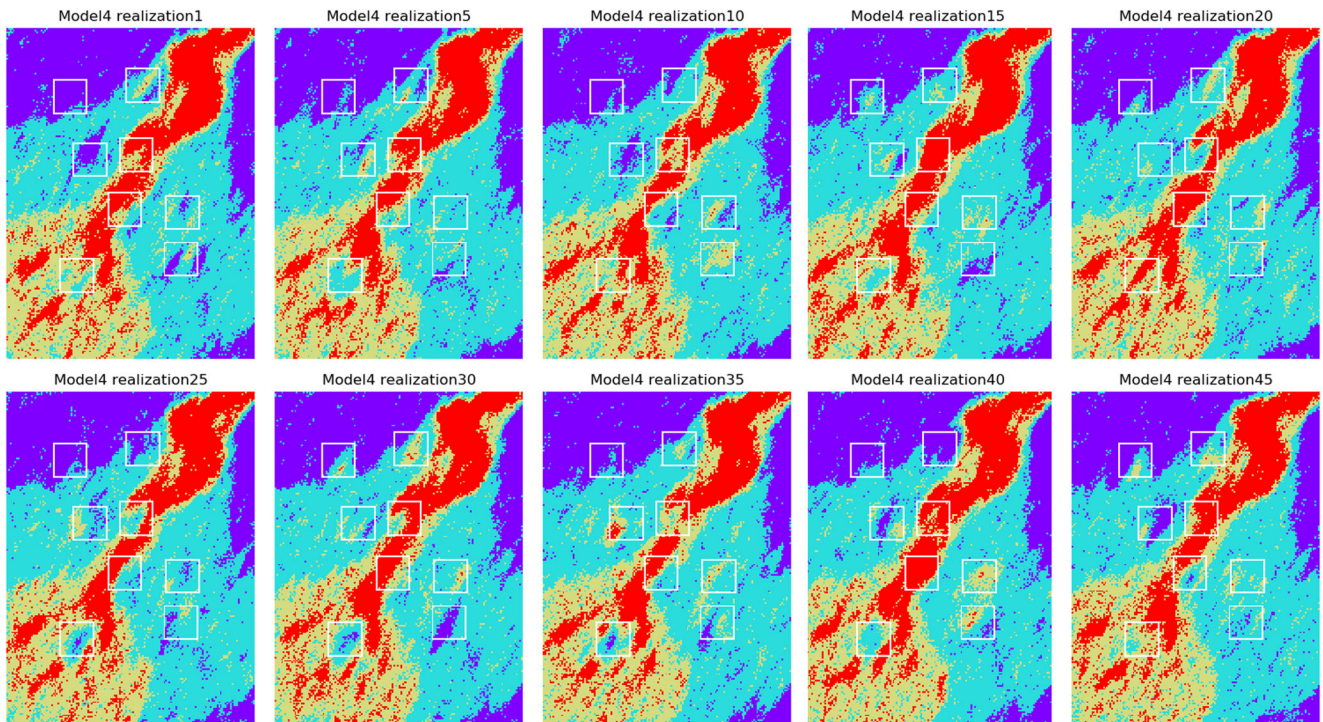 Model4 realization1
Model4 realization5
Model4 realization10
Model4 realization15
Model4 realization20
Model4 realization25
Model4 realization30
Model4 realization35
Model4 realization40
Model4 realization45